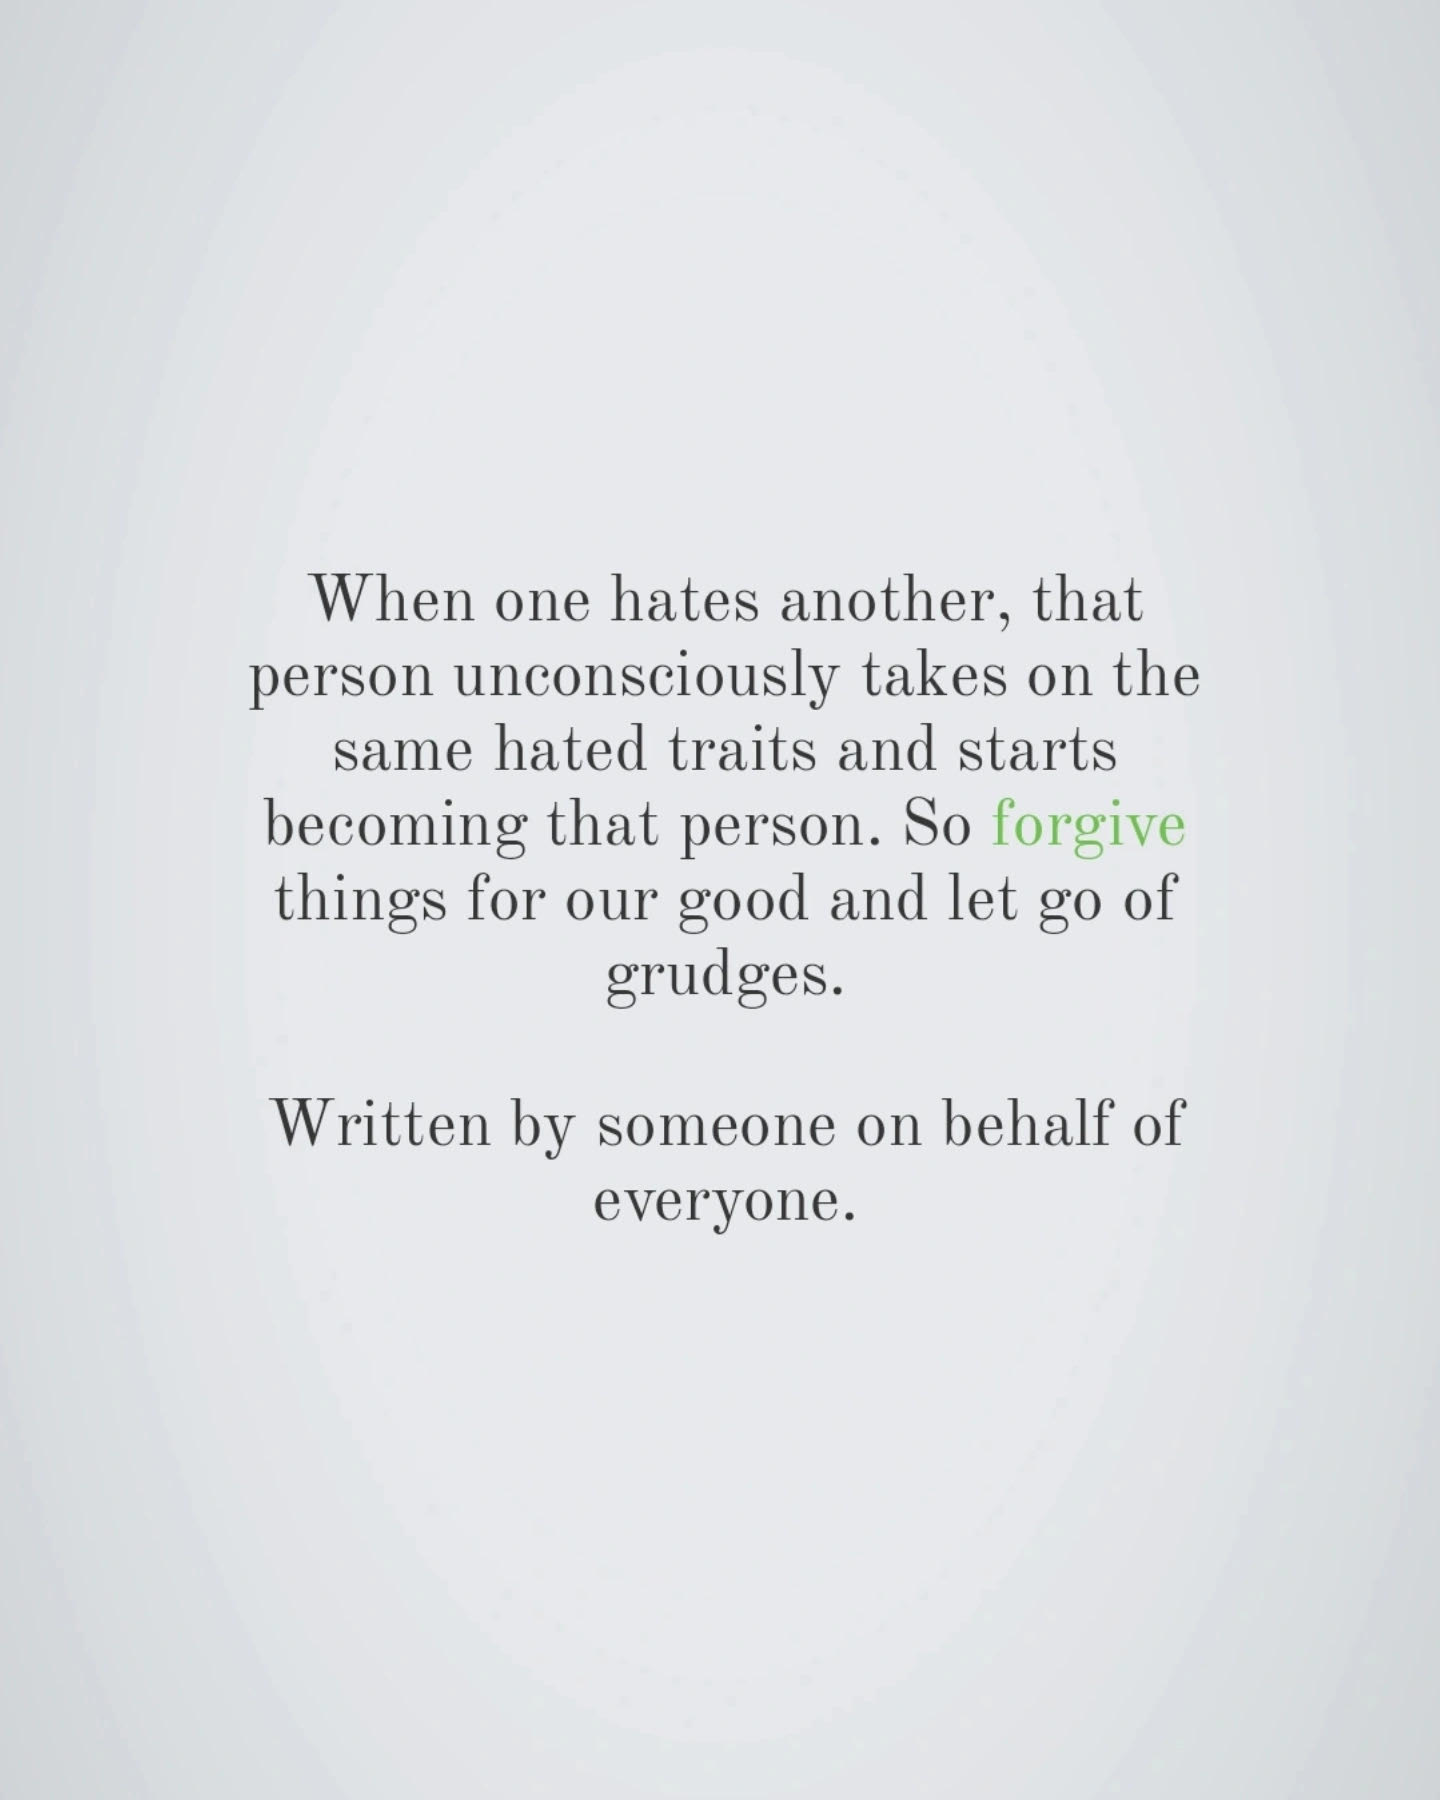 When one hates another, that
person unconsciously takes on the
same hated traits and starts
becoming that person. So forgive
things for our good and let go of
grudges.
Written by someone on behalf of
everyone.